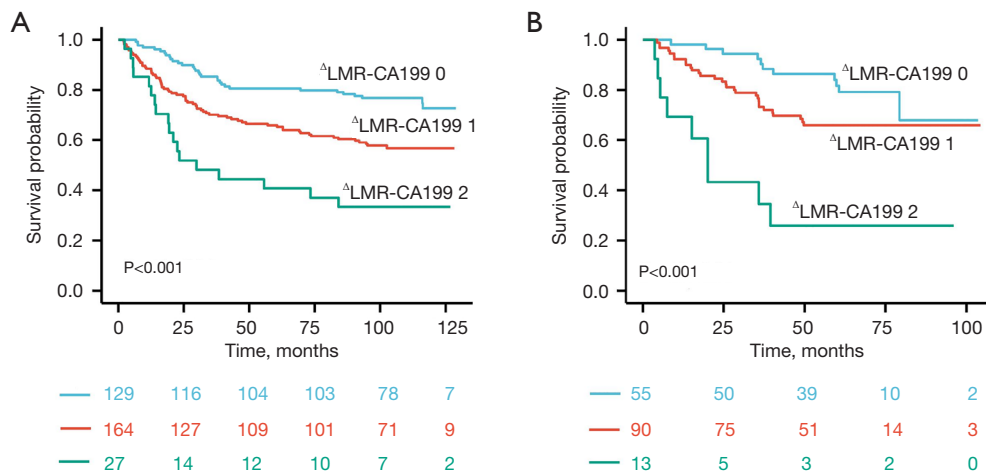 A
Survival probability
1.0
0.8
0.6
0.4
0.2
0.0
ΔLMR-CA199 0
ΔLMR-CA199 1
ΔLMR-CA199 2
P<0.001
0 25 50 75 100 125
Time, months
129 116 104 103 78 7
164 127 109 101 71 9
27 14 12 10 7 2
B
Survival probability
1.0
0.8
0.6
0.4
0.2
0.0
ΔLMR-CA199 0
ΔLMR-CA199 1
ΔLMR-CA199 2
P<0.001
0 25 50 75 100
Time, months
55 50 39 10 2
90 75 51 14 3
13 5 3 2 0